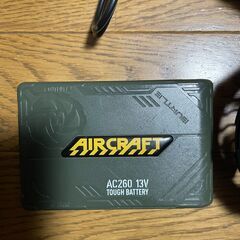 BURTLE
AIRCRAFT
AC260 13V
TOUGH BATTERY